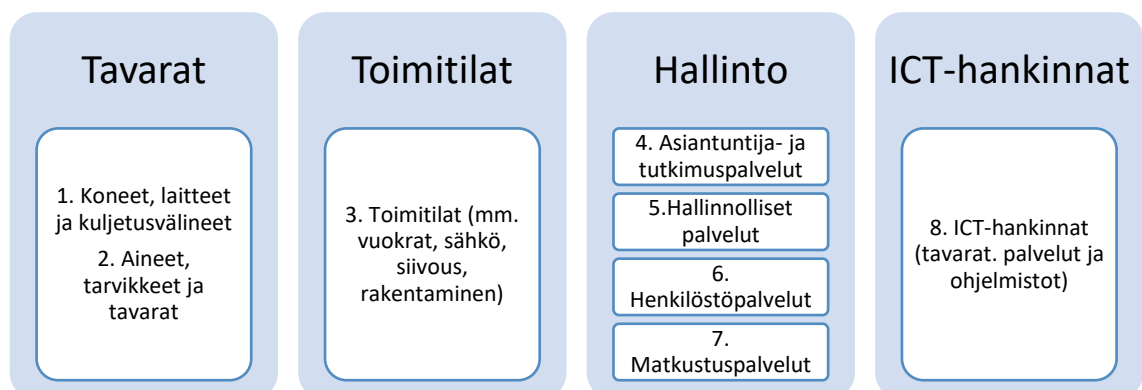 Tavarat
1. Koneet, laitteet
ja kuljetusvälineet
2. Aineet,
tarvikkeet ja
tavarat
Toimitilat
3. Toimitilat (mm.
vuokrat, sähkö,
siivous,
rakentaminen)
Hallinto
4. Asiantuntija- ja
tutkimuspalvelut
5.Hallinnolliset
palvelut
6.
Henkilöstöpalvelut
7.
Matkustuspalvelut
ICT-hankinnat
8. ICT-hankinnat
(tavarat. palvelut ja
ohjelmistot)